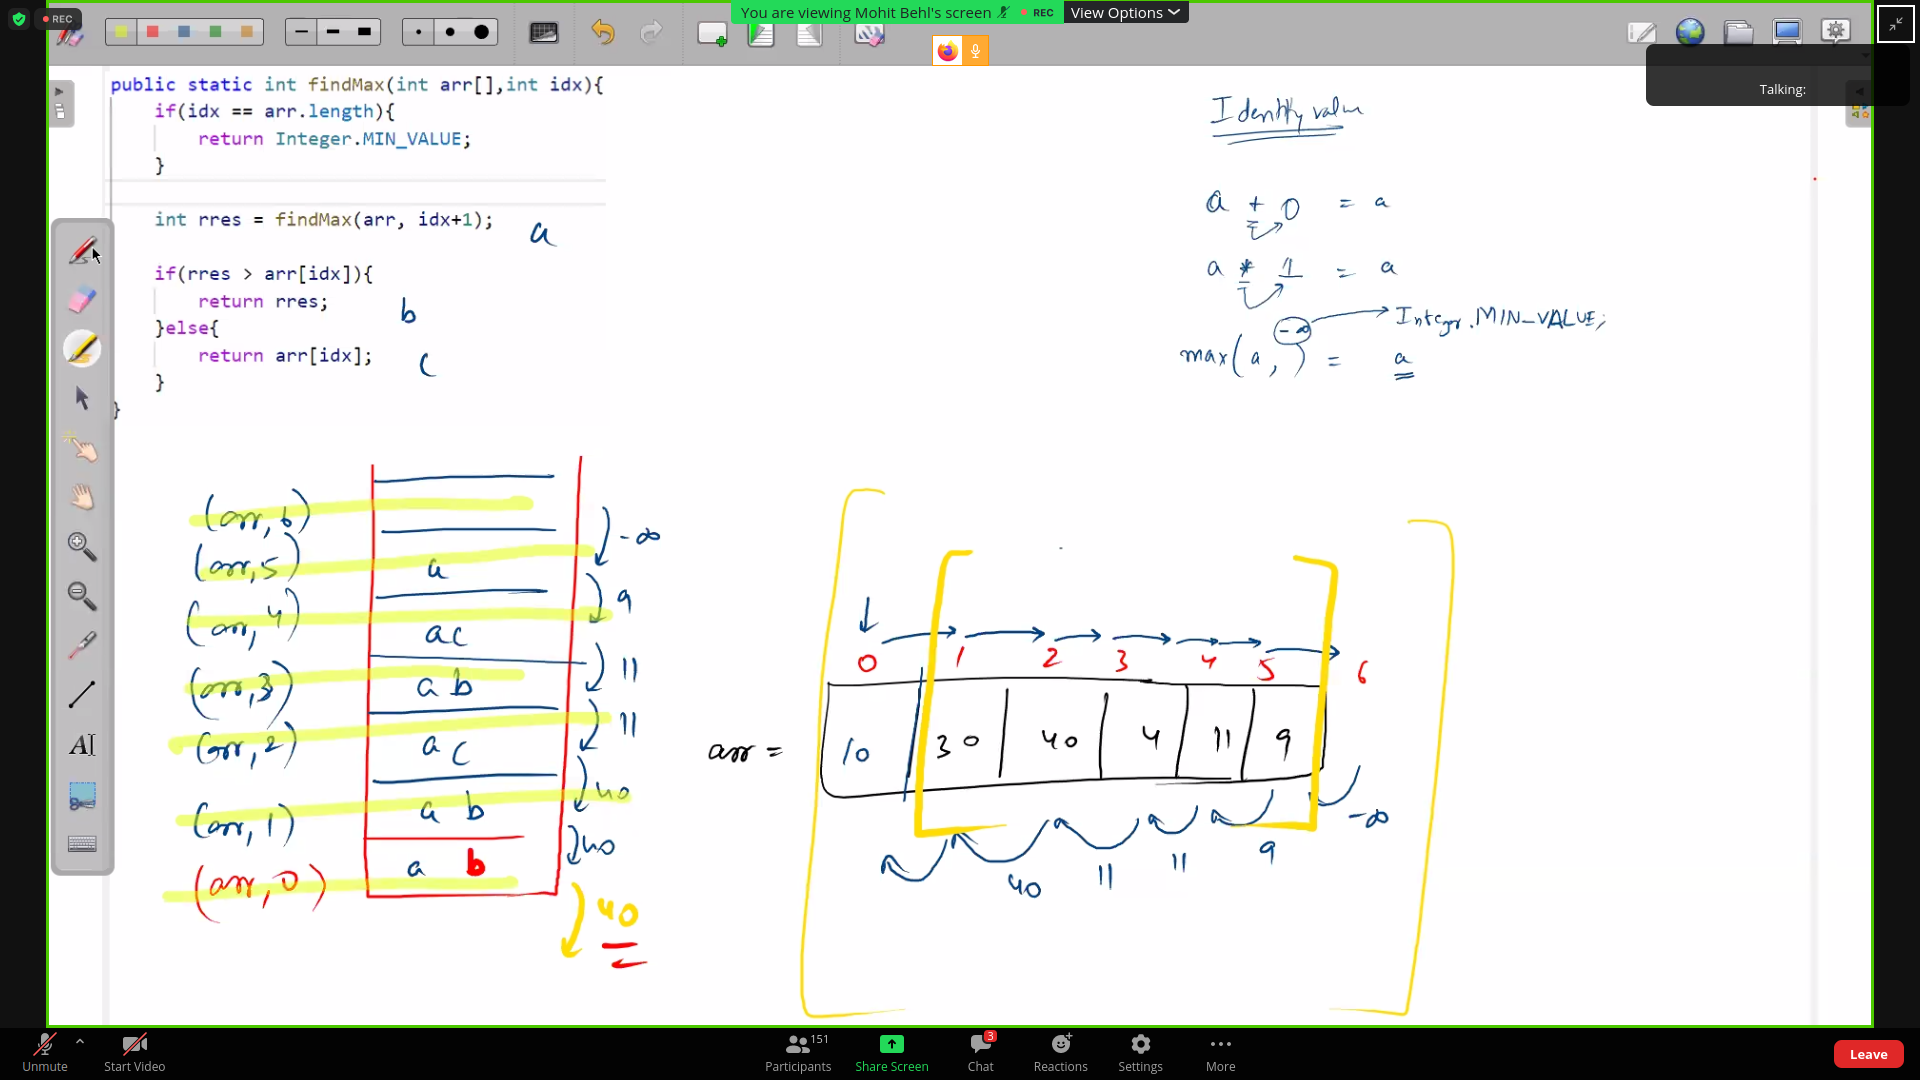 REC
You are viewing Mohit Behl's screen
REC
View Options
Talking:
public static int findMax(int arr[],int idx){
if(idx == arr.length){
return Integer.MIN_VALUE;
}
int rres = findMax(arr, idx+1);
a
if(rres > arr[idx]){
return rres;
b
}else{
return arr[idx];
c
}
}
Identity value
a + 0 = a
a * 1 = a
-∞
Integer.MIN_VALUE;
max(a, ) = a
(arr,6)
-∞
(arr,5) a
9
(arr,4) a c
11
(arr,3) a b
11
(arr,2) a c
40
(arr,1) a b
40
(arr,0) a b
40
0 1 2 3 4 5 6
arr = 10 30 40 4 11 9
-∞
40 11 11 9
AI
Unmute
Start Video
151
Participants
Share Screen
3
Chat
Reactions
Settings
More
Leave